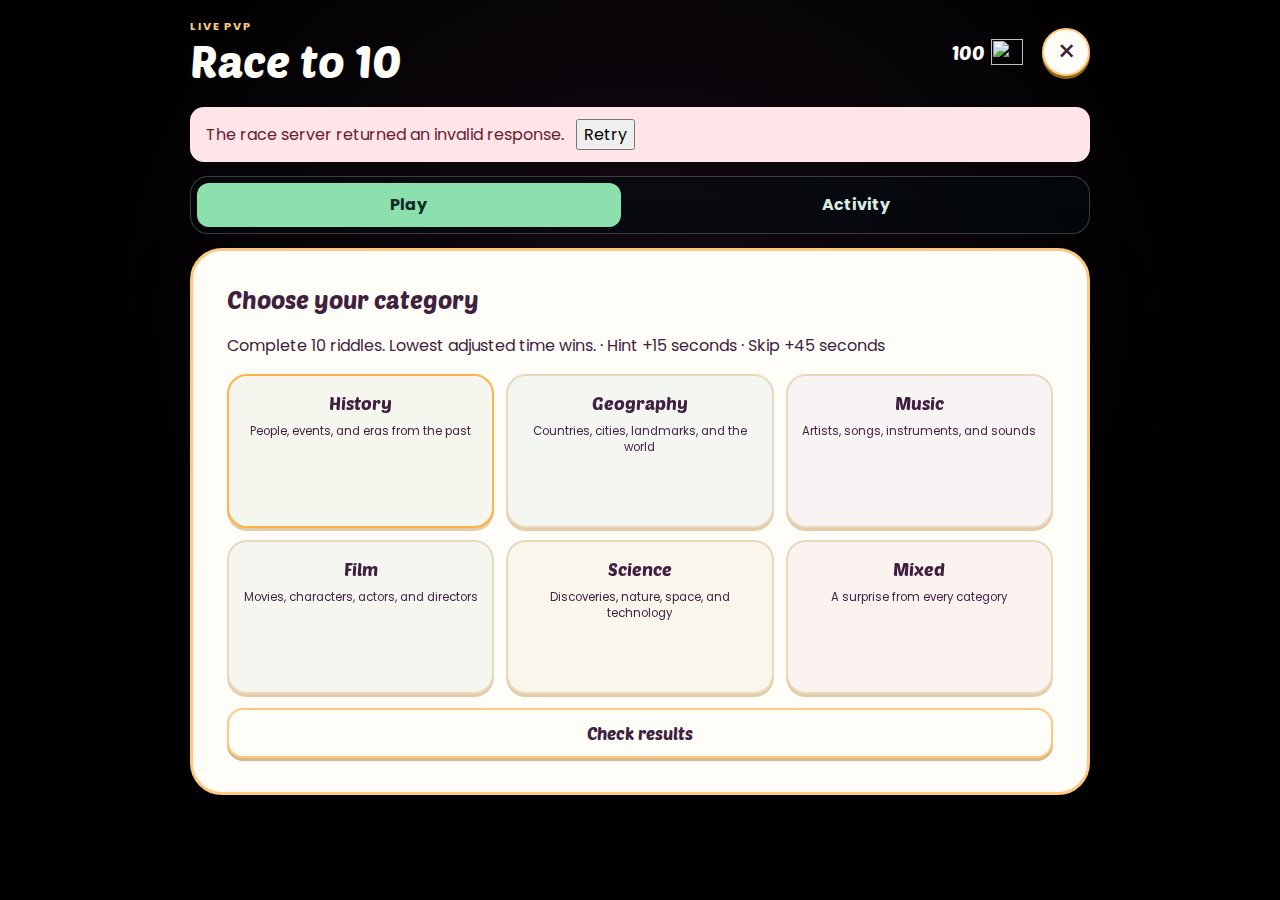 LIVE PVP
Race to 10
100
×
The race server returned an invalid response.
Retry
Play
Activity
Choose your category
Complete 10 riddles. Lowest adjusted time wins. · Hint +15 seconds · Skip +45 seconds
History
People, events, and eras from the past
Geography
Countries, cities, landmarks, and the
world
Music
Artists, songs, instruments, and sounds
Film
Movies, characters, actors, and directors
Science
Discoveries, nature, space, and
technology
Mixed
A surprise from every category
Check results